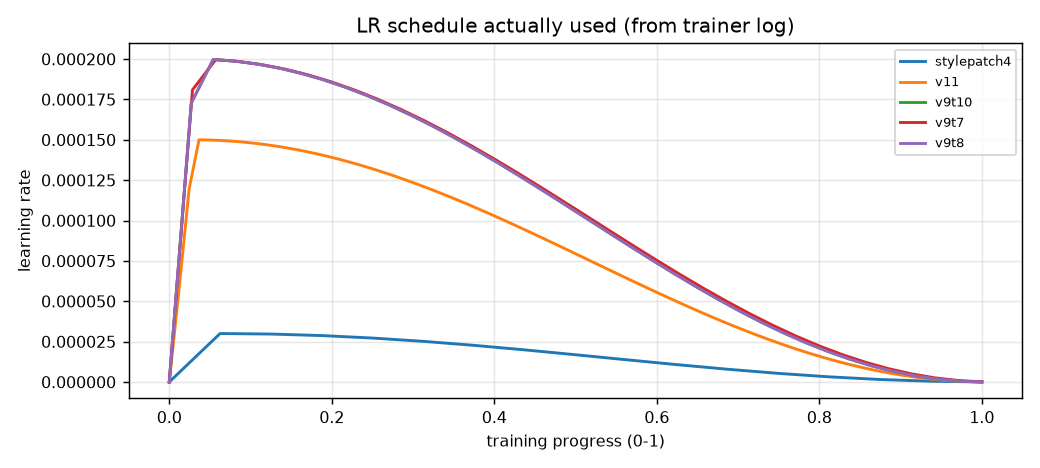 LR schedule actually used (from trainer log)
0.000200
0.000175
0.000150
0.000125
0.000100
0.000075
0.000050
0.000025
0.000000
learning rate
stylepatch4
v11
v9t10
v9t7
v9t8
0.0 0.2 0.4 0.6 0.8 1.0
training progress (0-1)